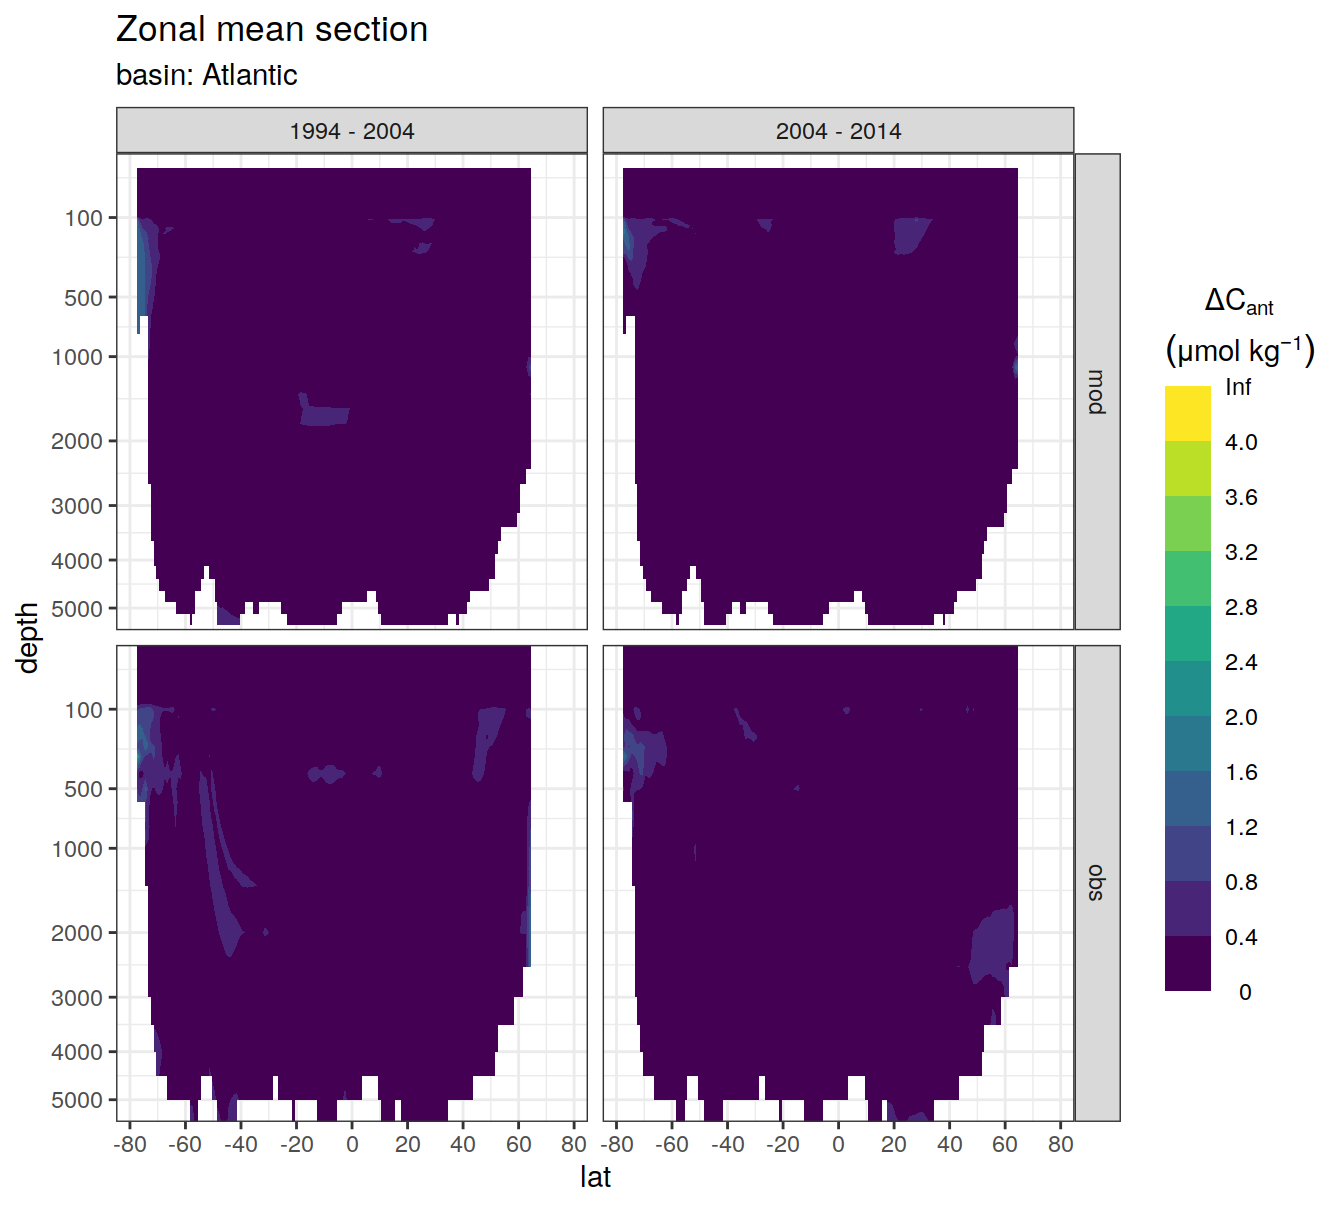 Zonal mean section
basin: Atlantic
1994 - 2004
2004 - 2014
100
500
1000
2000
3000
4000
5000
mod
100
500
1000
2000
3000
4000
5000
obs
depth
-80 -60 -40 -20 0 20 40 60 80
-80 -60 -40 -20 0 20 40 60 80
lat
ΔCant
(μmol kg⁻¹)
Inf
4.0
3.6
3.2
2.8
2.4
2.0
1.6
1.2
0.8
0.4
0